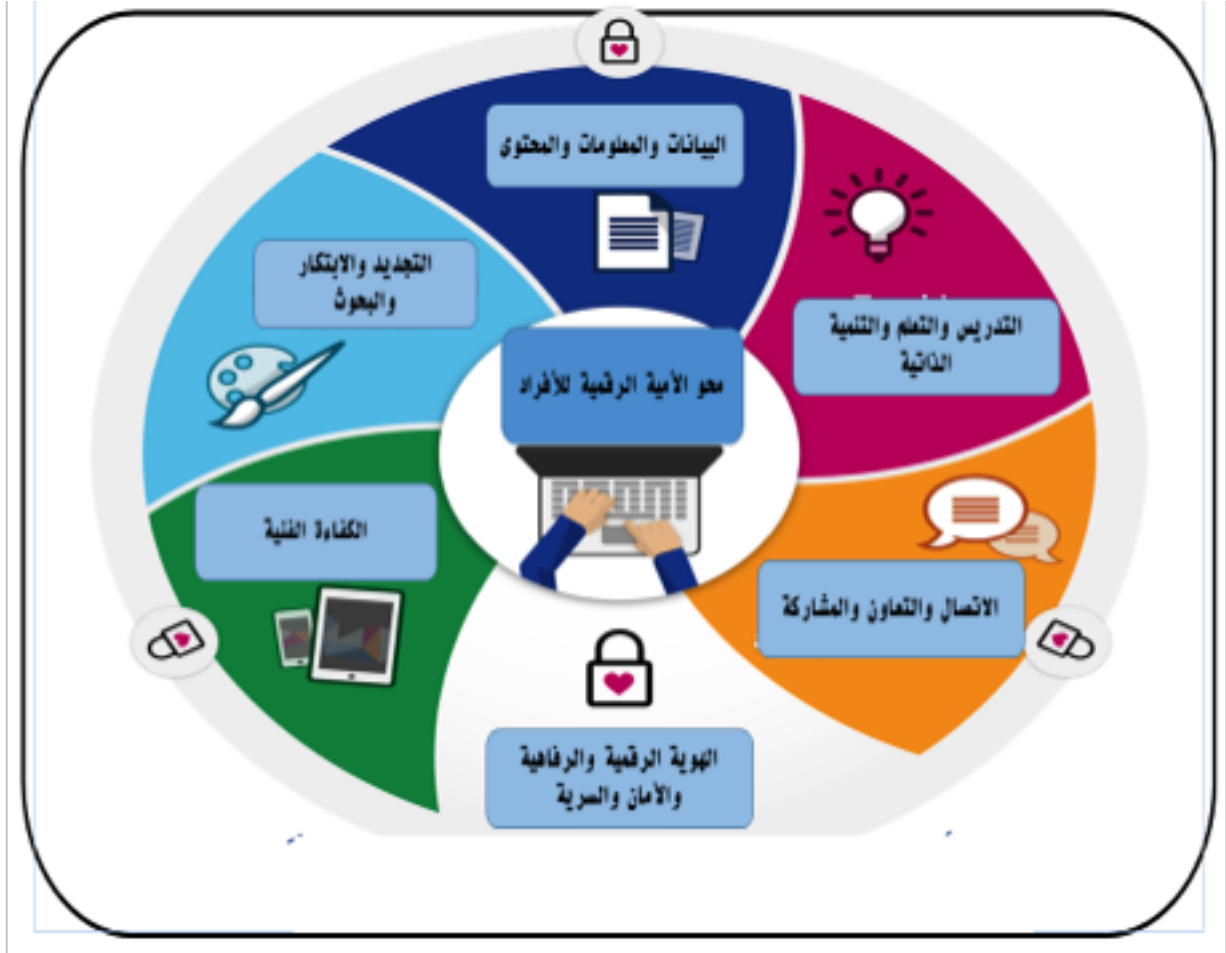 البيانات والمعلومات والمحتوى
التجديد والابتكار
والبحوث
التدريس والتعلم والتنمية
الذاتية
محو الأمية الرقمية للأفراد
الكفاءة الفنية
الاتصال والتعاون والمشاركة
الهوية الرقمية والرفاهية
والأمان والسرية